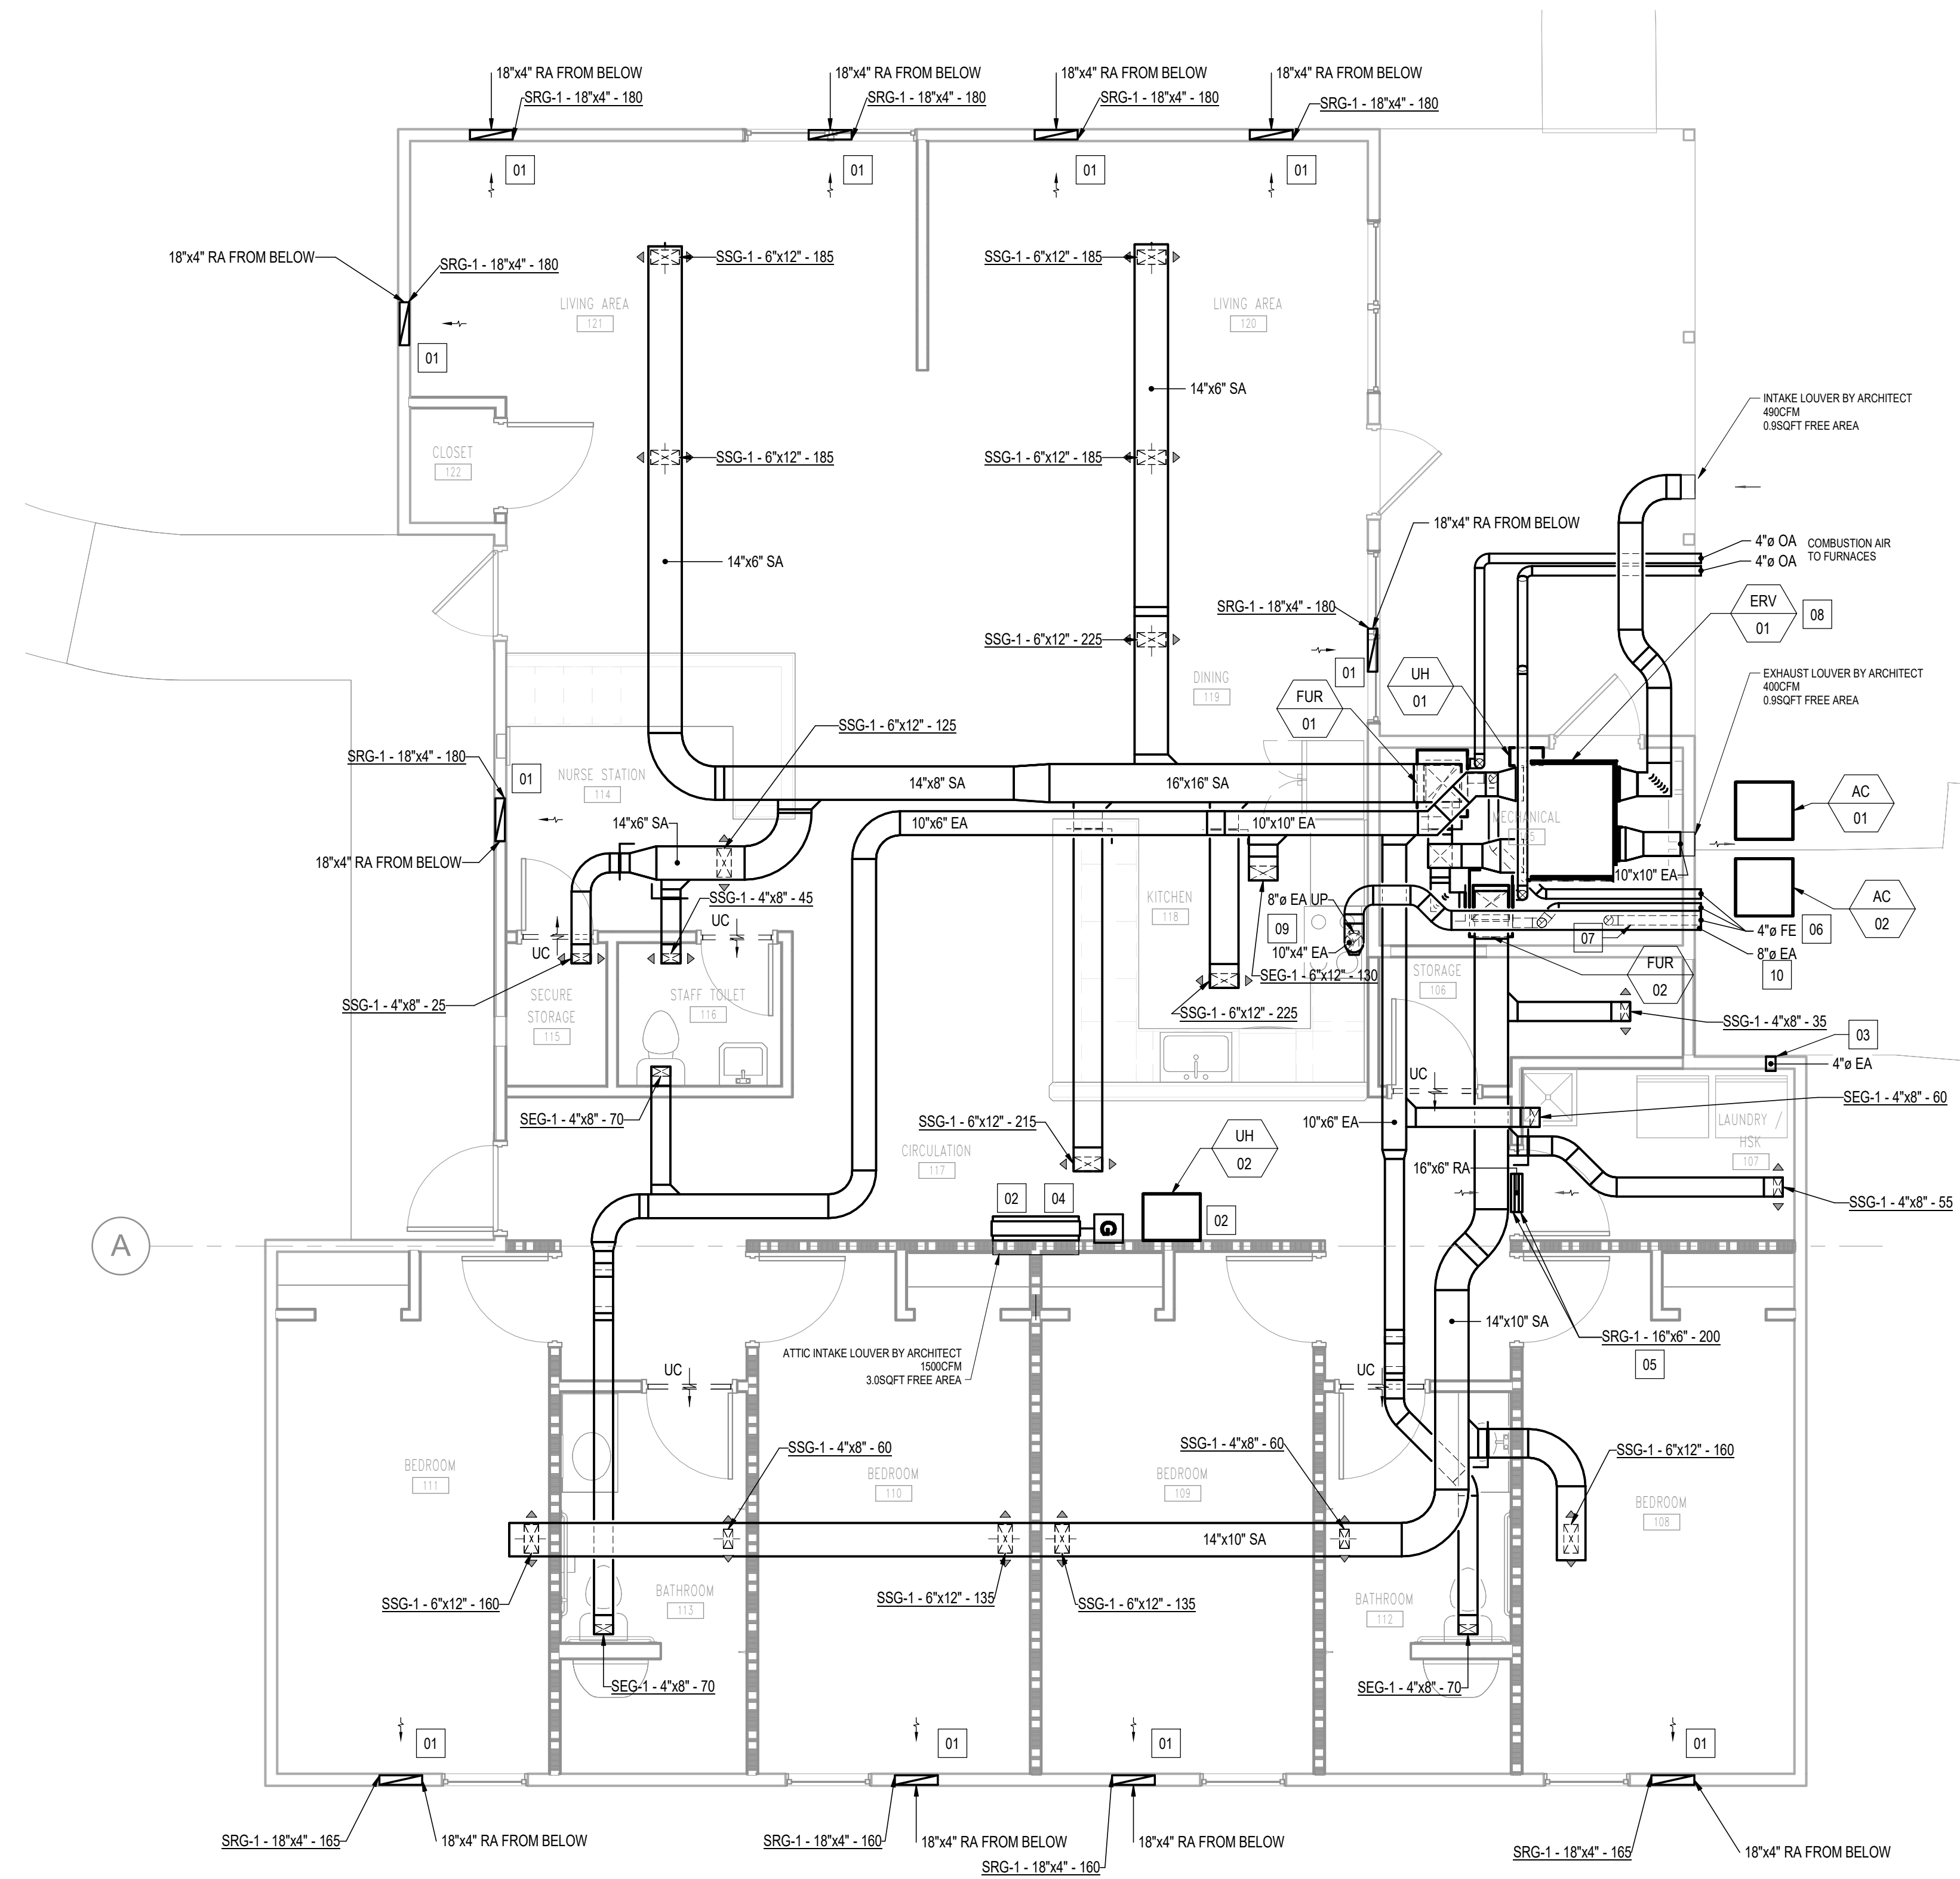 18"x4" RA FROM BELOW
SRG-1 - 18"x4" - 180
18"x4" RA FROM BELOW
SRG-1 - 18"x4" - 180
18"x4" RA FROM BELOW
SRG-1 - 18"x4" - 180
18"x4" RA FROM BELOW
SRG-1 - 18"x4" - 180
01
01
01
01
18"x4" RA FROM BELOW
SRG-1 - 18"x4" - 180
01
SSG-1 - 6"x12" - 185
SSG-1 - 6"x12" - 185
LIVING AREA
121
LIVING AREA
120
14"x6" SA
INTAKE LOUVER BY ARCHITECT
490CFM
0.9SQFT FREE AREA
CLOSET
122
SSG-1 - 6"x12" - 185
SSG-1 - 6"x12" - 185
18"x4" RA FROM BELOW
14"x6" SA
4"ø OA
4"ø OA
COMBUSTION AIR
TO FURNACES
SRG-1 - 18"x4" - 180
01
ERV
01
08
SSG-1 - 6"x12" - 225
DINING
119
FUR
01
UH
01
EXHAUST LOUVER BY ARCHITECT
400CFM
0.9SQFT FREE AREA
SSG-1 - 6"x12" - 125
SRG-1 - 18"x4" - 180
01
NURSE STATION
114
14"x8" SA
16"x16" SA
14"x6" SA
10"x6" EA
10"x10" EA
MECHANICAL
AC
01
18"x4" RA FROM BELOW
10"x10" EA
AC
02
SSG-1 - 4"x8" - 45
UC
UC
KITCHEN
118
8"ø EA UP
09
10"x4" EA
07
4"ø FE
06
8"ø EA
10
SEG-1 - 6"x12" - 130
STORAGE
106
FUR
02
SECURE
STORAGE
115
STAFF TOILET
116
SSG-1 - 4"x8" - 25
SSG-1 - 6"x12" - 225
SSG-1 - 4"x8" - 35
03
4"ø EA
UC
SEG-1 - 4"x8" - 60
SEG-1 - 4"x8" - 70
SSG-1 - 6"x12" - 215
10"x6" EA
LAUNDRY /
HSK
107
UH
02
CIRCULATION
117
16"x6" RA
SSG-1 - 4"x8" - 55
02
04
G
02
A
14"x10" SA
SRG-1 - 16"x6" - 200
05
ATTIC INTAKE LOUVER BY ARCHITECT
1500CFM
3.0SQFT FREE AREA
UC
UC
SSG-1 - 4"x8" - 60
SSG-1 - 4"x8" - 60
SSG-1 - 6"x12" - 160
BEDROOM
111
BEDROOM
110
BEDROOM
109
BEDROOM
108
14"x10" SA
SSG-1 - 6"x12" - 160
BATHROOM
113
SSG-1 - 6"x12" - 135
SSG-1 - 6"x12" - 135
BATHROOM
112
SEG-1 - 4"x8" - 70
SEG-1 - 4"x8" - 70
01
01
01
01
SRG-1 - 18"x4" - 165
18"x4" RA FROM BELOW
SRG-1 - 18"x4" - 160
18"x4" RA FROM BELOW
SRG-1 - 18"x4" - 160
18"x4" RA FROM BELOW
SRG-1 - 18"x4" - 165
18"x4" RA FROM BELOW